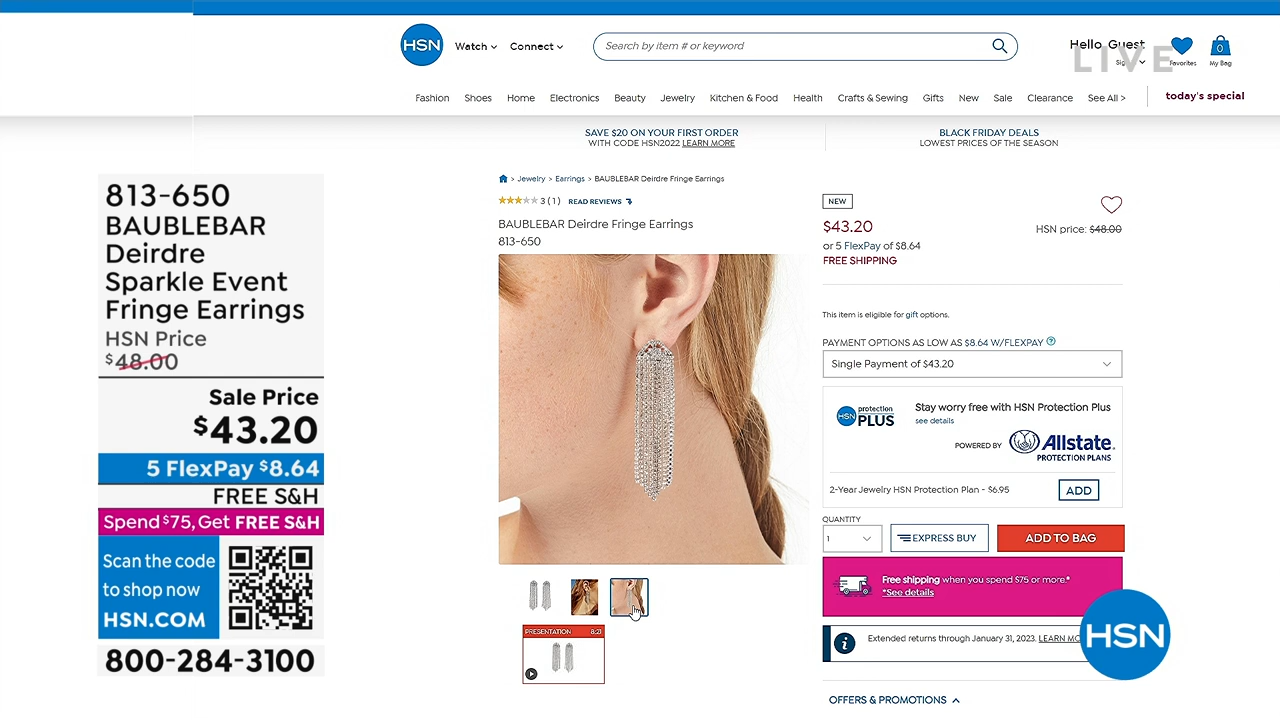 HSN
Watch
Connect
Search by item # or keyword
Hello, Guest
LIVE
Favorites
0
My Bag
Fashion Shoes Home Electronics Beauty Jewelry Kitchen & Food Health Crafts & Sewing Gifts New Sale Clearance See All > today's special
SAVE $20 ON YOUR FIRST ORDER
WITH CODE HSN2022 LEARN MORE
BLACK FRIDAY DEALS
LOWEST PRICES OF THE SEASON
813-650
BAUBLEBAR
Deirdre
Sparkle Event
Fringe Earrings
HSN Price
$48.00
Sale Price
$43.20
5 FlexPay $8.64
FREE S&H
Spend $75, Get FREE S&H
Scan the code
to shop now
HSN.COM
800-284-3100
> Jewelry > Earrings > BAUBLEBAR Deirdre Fringe Earrings
3 (1) READ REVIEWS
BAUBLEBAR Deirdre Fringe Earrings
813-650
PRESENTATION 8:21
NEW
$43.20
HSN price: $48.00
or 5 FlexPay of $8.64
FREE SHIPPING
This item is eligible for gift options.
PAYMENT OPTIONS AS LOW AS $8.64 W/FLEXPAY ?
Single Payment of $43.20
HSN protection PLUS
Stay worry free with HSN Protection Plus
see details
POWERED BY Allstate.
PROTECTION PLANS
2-Year Jewelry HSN Protection Plan - $6.95
ADD
QUANTITY
1
EXPRESS BUY
ADD TO BAG
Free shipping when you spend $75 or more.*
*See details
i
Extended returns through January 31, 2023. LEARN
HSN
OFFERS & PROMOTIONS